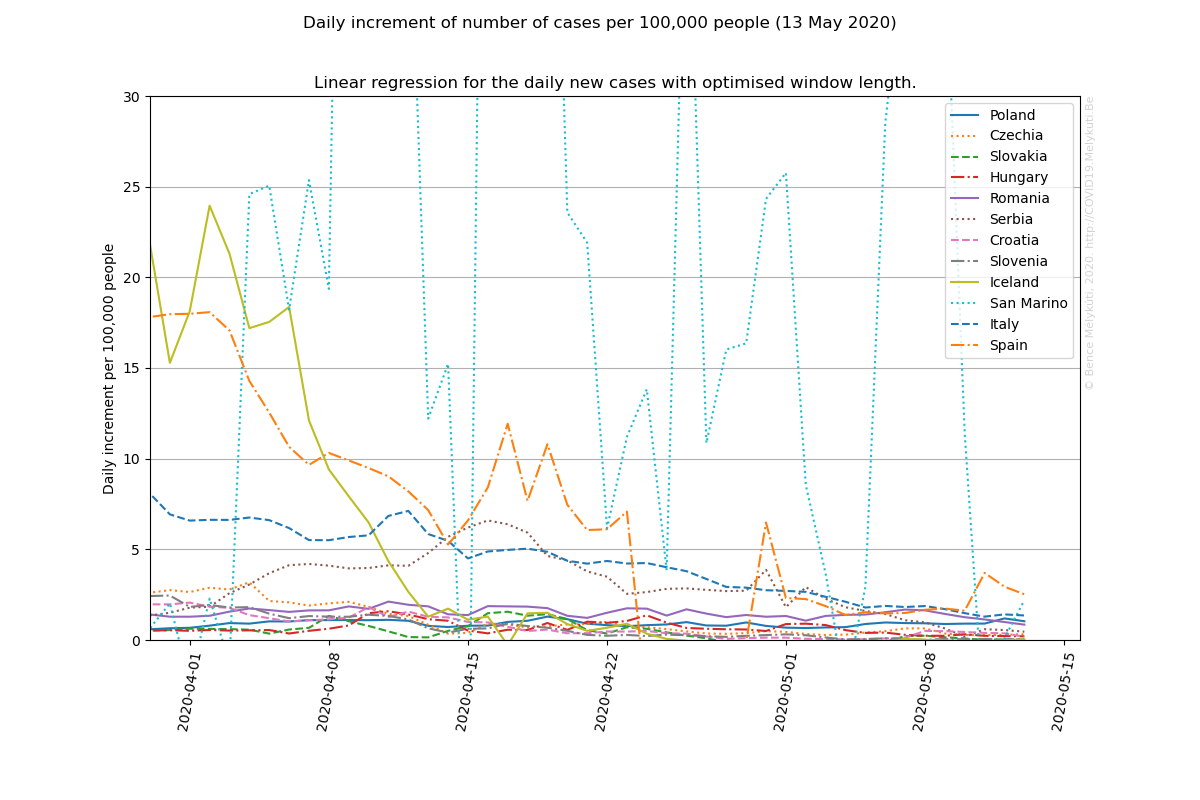 Daily increment of number of cases per 100,000 people (13 May 2020)
Linear regression for the daily new cases with optimised window length.
Daily increment per 100,000 people
30
25
20
15
10
5
0
2020-04-01
2020-04-08
2020-04-15
2020-04-22
2020-05-01
2020-05-08
2020-05-15
Poland
Czechia
Slovakia
Hungary
Romania
Serbia
Croatia
Slovenia
Iceland
San Marino
Italy
Spain
© Bence Mélykúti, 2020 http://COVID19.Melykuti.Be